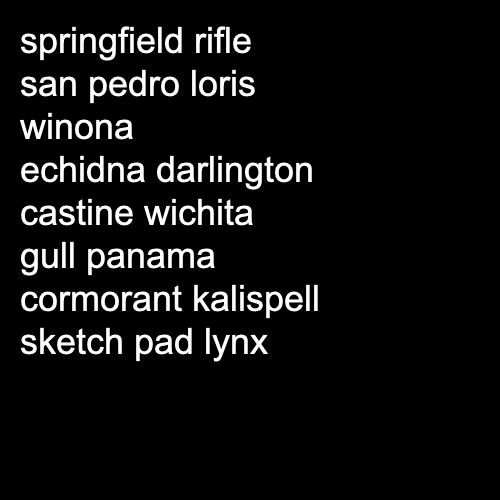 springfield rifle
san pedro loris
winona
echidna darlington
castine wichita
gull panama
cormorant kalispell
sketch pad lynx